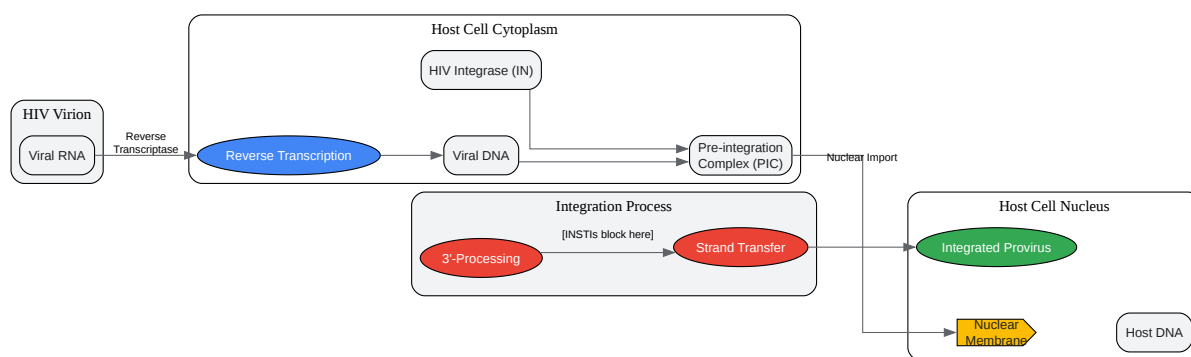 Host Cell Cytoplasm
HIV Integrase (IN)
HIV Virion
Viral RNA
Reverse
Transcriptase
Reverse Transcription
Viral DNA
Pre-integration
Complex (PIC)
Nuclear Import
Integration Process
[INSTIs block here]
3'-Processing
Strand Transfer
Host Cell Nucleus
Integrated Provirus
Nuclear
Membrane
Host DNA